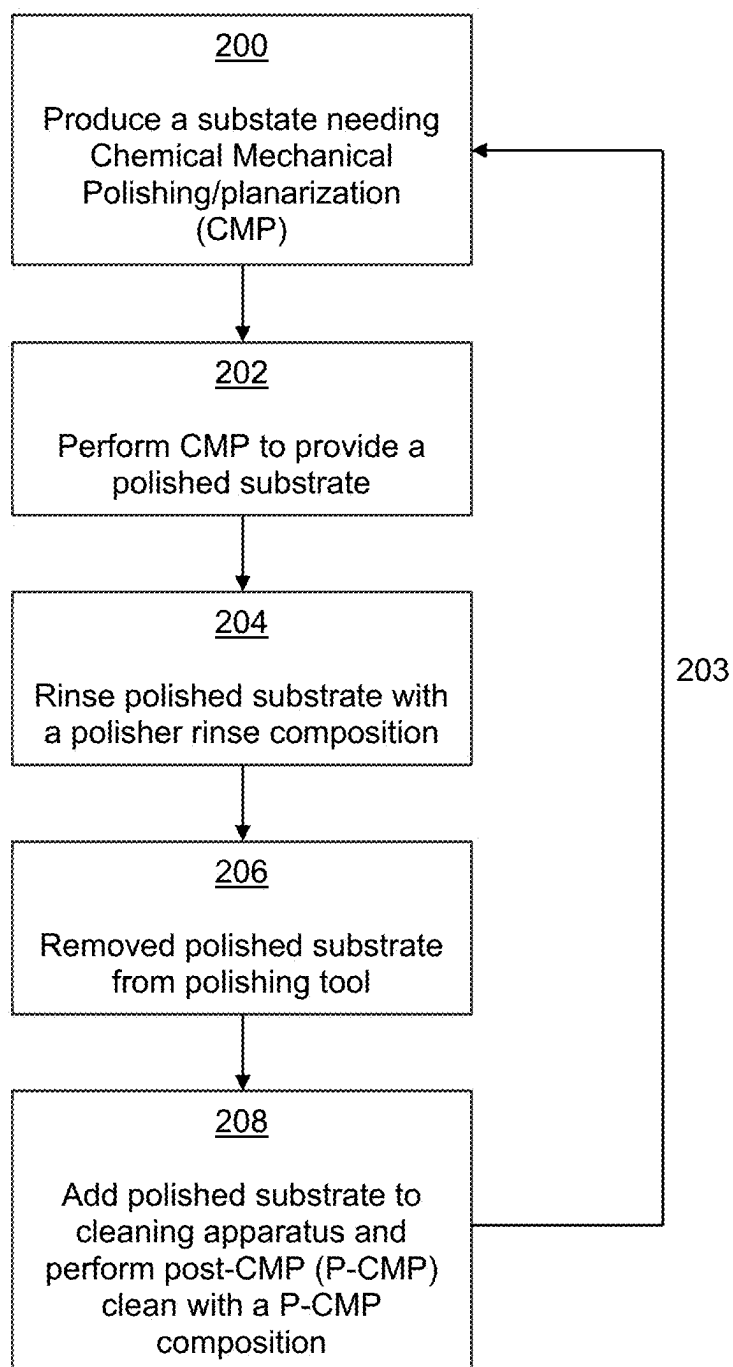 200
Produce a substate needing
Chemical Mechanical
Polishing/planarization
(CMP)
202
Perform CMP to provide a
polished substrate
204
Rinse polished substrate with
a polisher rinse composition
203
206
Removed polished substrate
from polishing tool
208
Add polished substrate to
cleaning apparatus and
perform post-CMP (P-CMP)
clean with a P-CMP
composition